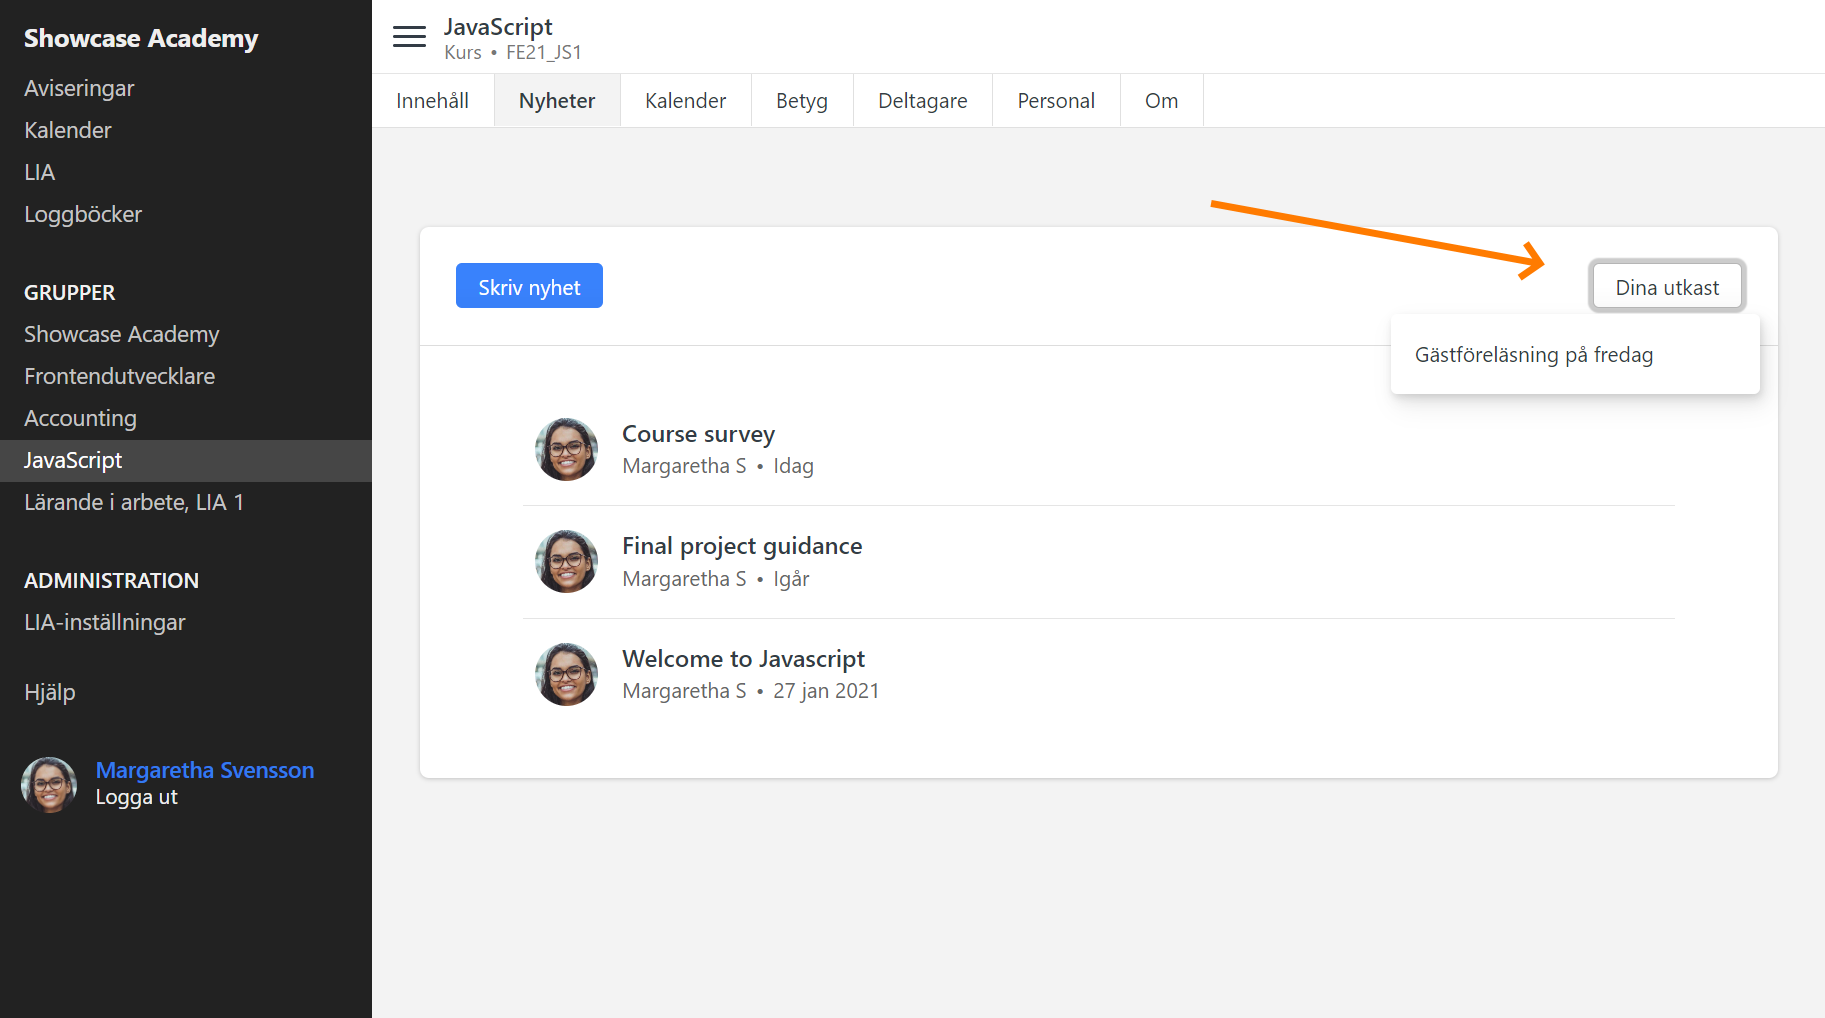 Showcase Academy
Aviseringar
Kalender
LIA
Loggböcker
GRUPPER
Showcase Academy
Frontendutvecklare
Accounting
JavaScript
Lärande i arbete, LIA 1
ADMINISTRATION
LIA-inställningar
Hjälp
Margaretha Svensson
Logga ut
JavaScript
Kurs • FE21_JS1
Innehåll Nyheter Kalender Betyg Deltagare Personal Om
Skriv nyhet Dina utkast
Gästföreläsning på fredag
Course survey
Margaretha S • Idag
Final project guidance
Margaretha S • Igår
Welcome to Javascript
Margaretha S • 27 jan 2021